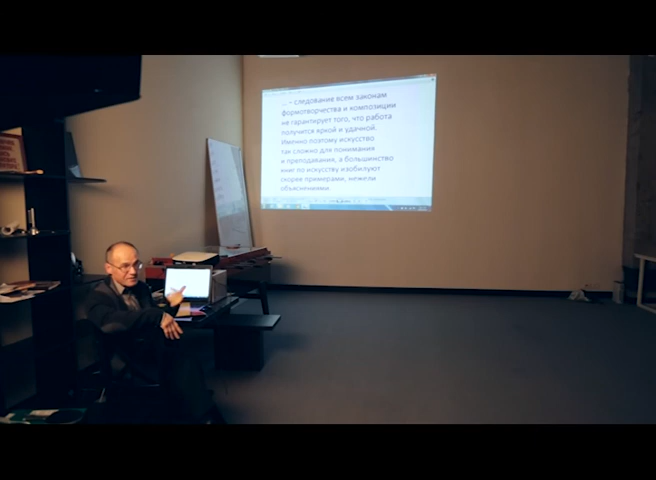 ... – следование всем законам
формотворчества и композиции
не гарантирует того, что работа
получится яркой и удачной.
Именно поэтому искусство
так сложно для понимания
и преподавания, а большинство
книг по искусству изобилуют
скорее примерами, нежели
объяснениями.